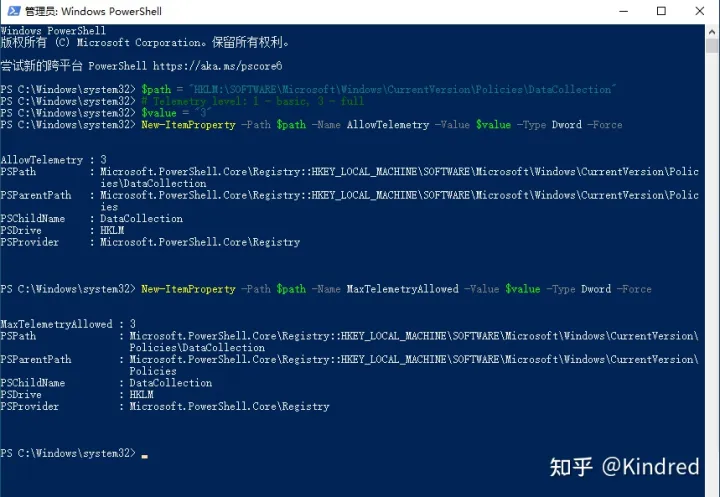 管理员: Windows PowerShell
Windows PowerShell
版权所有 (C) Microsoft Corporation。保留所有权利。
尝试新的跨平台 PowerShell https://aka.ms/pscore6
PS C:\Windows\system32> $path = "HKLM:\SOFTWARE\Microsoft\Windows\CurrentVersion\Policies\DataCollection"
PS C:\Windows\system32> # Telemetry level: 1 - basic, 3 - full
PS C:\Windows\system32> $value = "3"
PS C:\Windows\system32> New-ItemProperty -Path $path -Name AllowTelemetry -Value $value -Type Dword -Force
AllowTelemetry : 3
PSPath         : Microsoft.PowerShell.Core\Registry::HKEY_LOCAL_MACHINE\SOFTWARE\Microsoft\Windows\CurrentVersion\Polic
ies\DataCollection
PSParentPath   : Microsoft.PowerShell.Core\Registry::HKEY_LOCAL_MACHINE\SOFTWARE\Microsoft\Windows\CurrentVersion\Polic
ies
PSChildName    : DataCollection
PSDrive        : HKLM
PSProvider     : Microsoft.PowerShell.Core\Registry
PS C:\Windows\system32> New-ItemProperty -Path $path -Name MaxTelemetryAllowed -Value $value -Type Dword -Force
MaxTelemetryAllowed : 3
PSPath              : Microsoft.PowerShell.Core\Registry::HKEY_LOCAL_MACHINE\SOFTWARE\Microsoft\Windows\CurrentVersion\
Policies\DataCollection
PSParentPath        : Microsoft.PowerShell.Core\Registry::HKEY_LOCAL_MACHINE\SOFTWARE\Microsoft\Windows\CurrentVersion\
Policies
PSChildName         : DataCollection
PSDrive             : HKLM
PSProvider          : Microsoft.PowerShell.Core\Registry
PS C:\Windows\system32> _
知乎 @Kindred